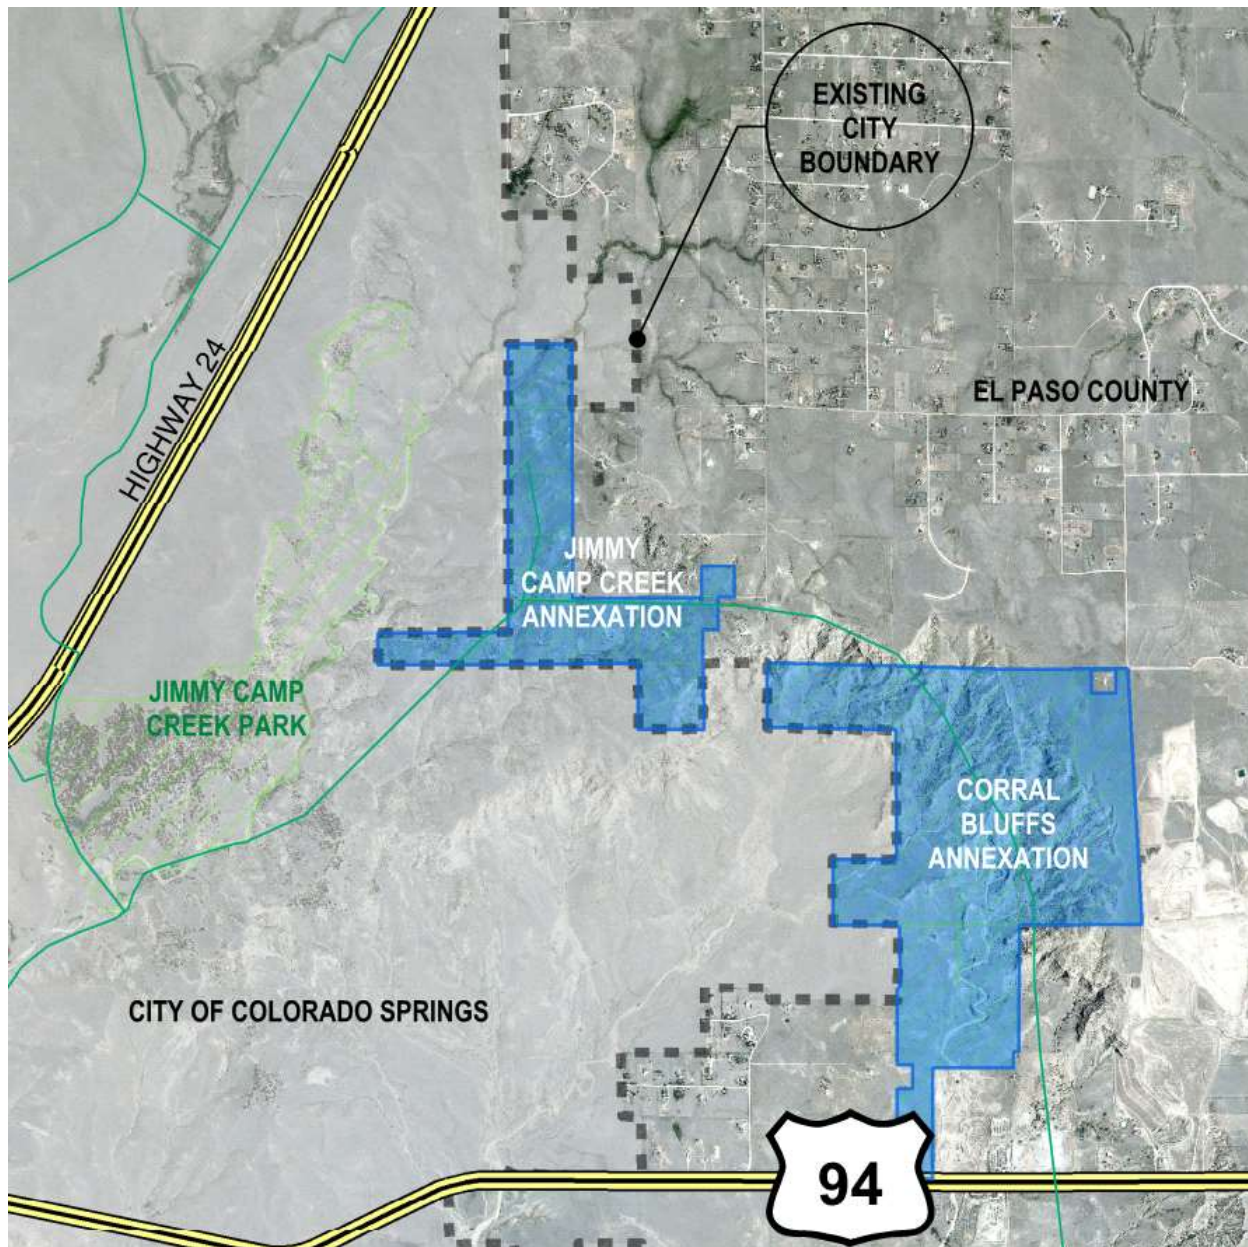 EXISTING
CITY
BOUNDARY
EL PASO COUNTY
HIGHWAY 24
JIMMY
CAMP CREEK
ANNEXATION
JIMMY CAMP
CREEK PARK
CORRAL
BLUFFS
ANNEXATION
CITY OF COLORADO SPRINGS
94